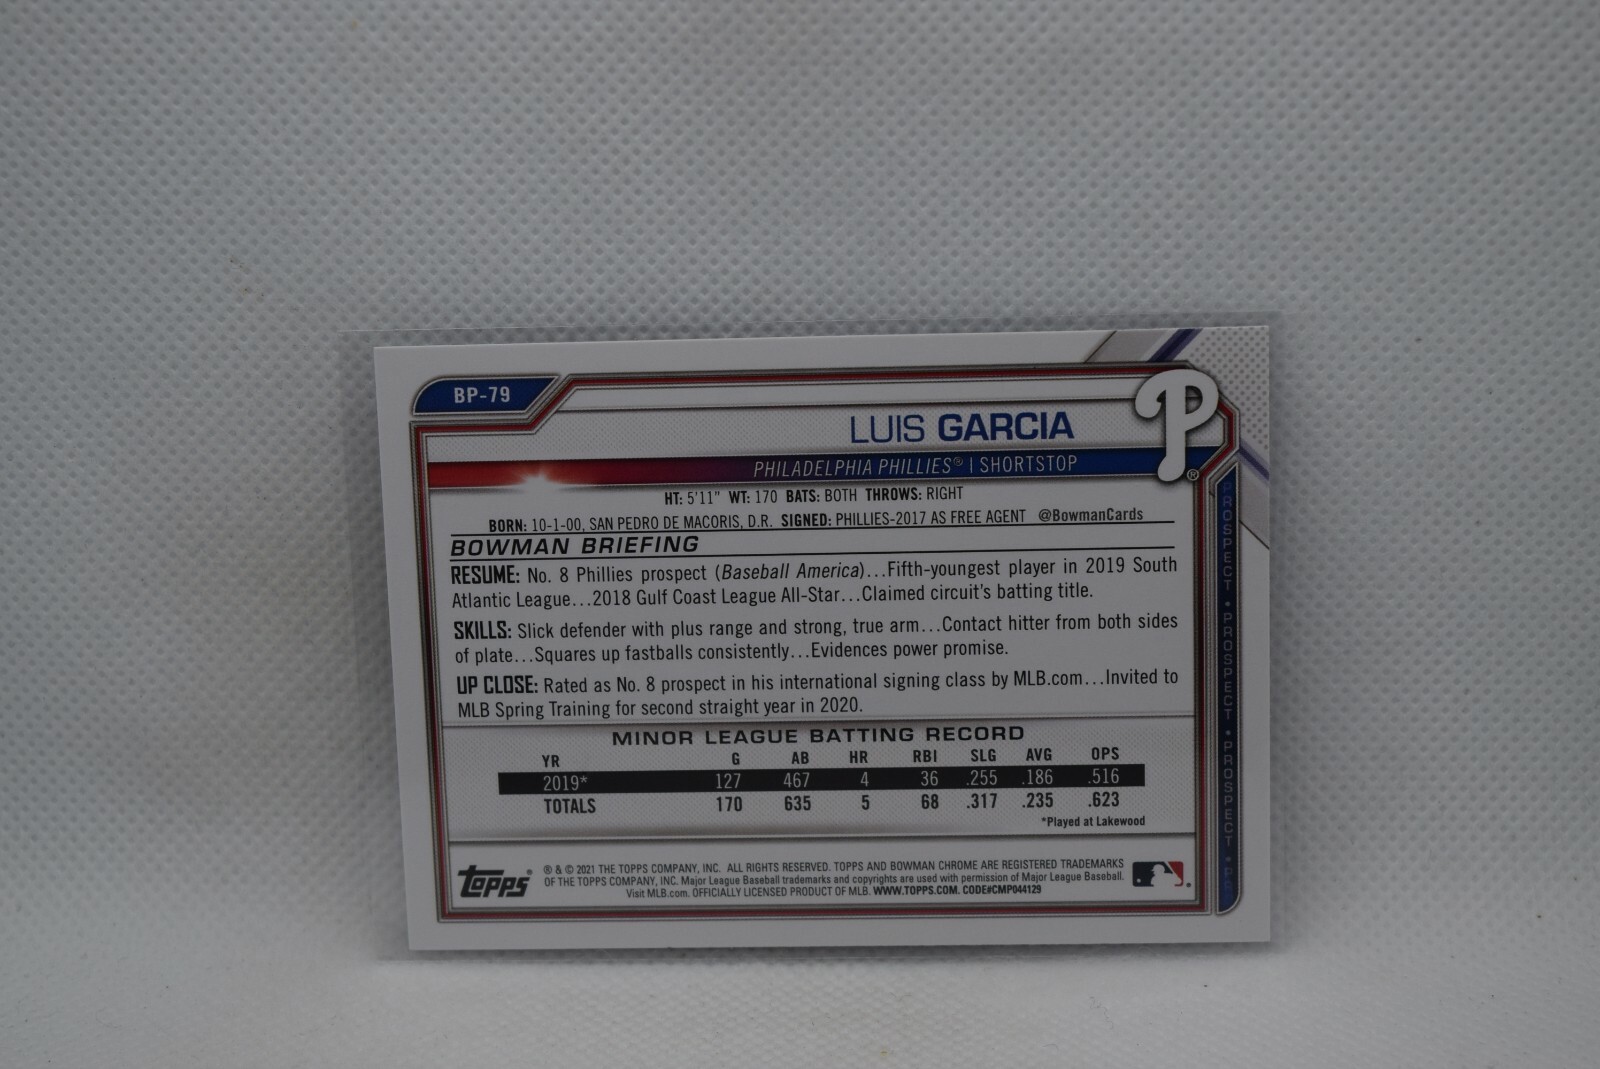 BP-79
LUIS GARCIA
PHILADELPHIA PHILLIES® | SHORTSTOP
HT: 5'11" WT: 170 BATS: BOTH THROWS: RIGHT
BORN: 10-1-00, SAN PEDRO DE MACORIS, D.R. SIGNED: PHILLIES-2017 AS FREE AGENT @BowmanCards
BOWMAN BRIEFING
RESUME: No. 8 Phillies prospect (Baseball America)...Fifth-youngest player in 2019 South
Atlantic League...2018 Gulf Coast League All-Star...Claimed circuit's batting title.
SKILLS: Slick defender with plus range and strong, true arm...Contact hitter from both sides
of plate...Squares up fastballs consistently...Evidences power promise.
UP CLOSE: Rated as No. 8 prospect in his international signing class by MLB.com...Invited to
MLB Spring Training for second straight year in 2020.
MINOR LEAGUE BATTING RECORD
YR G AB HR RBI SLG AVG OPS
2019* 127 467 4 36 .255 .186 .516
TOTALS 170 635 5 68 .317 .235 .623
*Played at Lakewood
topps® ® & © 2021 THE TOPPS COMPANY, INC. ALL RIGHTS RESERVED. TOPPS AND BOWMAN CHROME ARE REGISTERED TRADEMARKS
OF THE TOPPS COMPANY, INC. Major League Baseball trademarks and copyrights are used with permission of Major League Baseball.
Visit MLB.com. OFFICIALLY LICENSED PRODUCT OF MLB. WWW.TOPPS.COM. CODE#CMP044129
P®
PROSPECT • PROSPECT • PROSPECT • PR